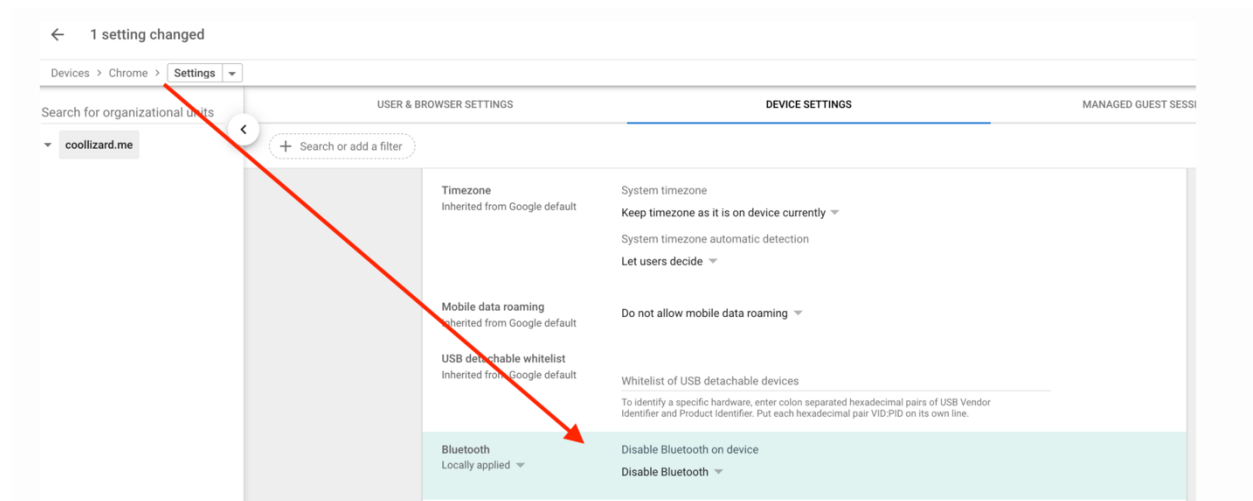 1 setting changed
Devices > Chrome > Settings
Search for organizational units
coollizard.me
USER & BROWSER SETTINGS
DEVICE SETTINGS
MANAGED GUEST SESSI
+ Search or add a filter
Timezone
Inherited from Google default
System timezone
Keep timezone as it is on device currently
System timezone automatic detection
Let users decide
Mobile data roaming
Inherited from Google default
Do not allow mobile data roaming
USB detachable whitelist
Inherited from Google default
Whitelist of USB detachable devices
To identify a specific hardware, enter colon separated hexadecimal pairs of USB Vendor
Identifier and Product Identifier. Put each hexadecimal pair VID:PID on its own line.
Bluetooth
Locally applied
Disable Bluetooth on device
Disable Bluetooth